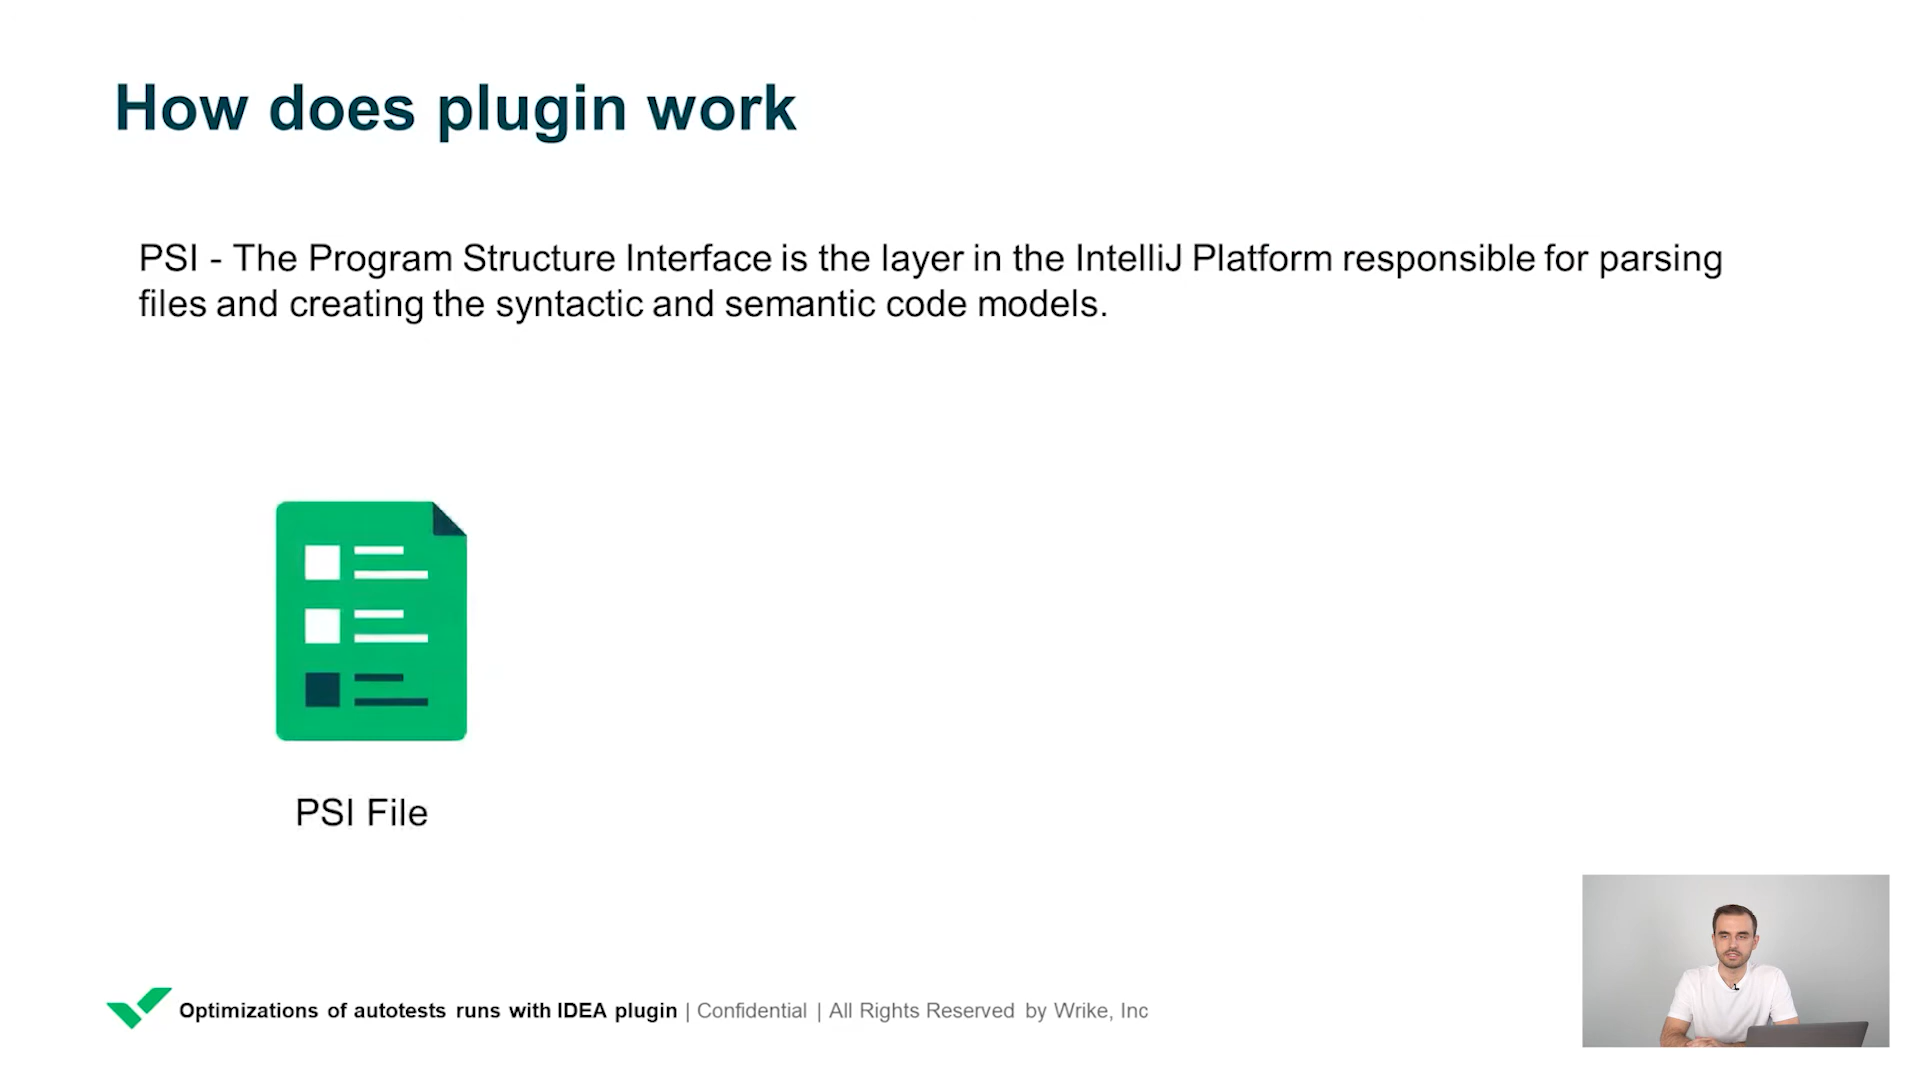 How does plugin work
PSI - The Program Structure Interface is the layer in the IntelliJ Platform responsible for parsing
files and creating the syntactic and semantic code models.
PSI File
Optimizations of autotests runs with IDEA plugin | Confidential | All Rights Reserved by Wrike, Inc